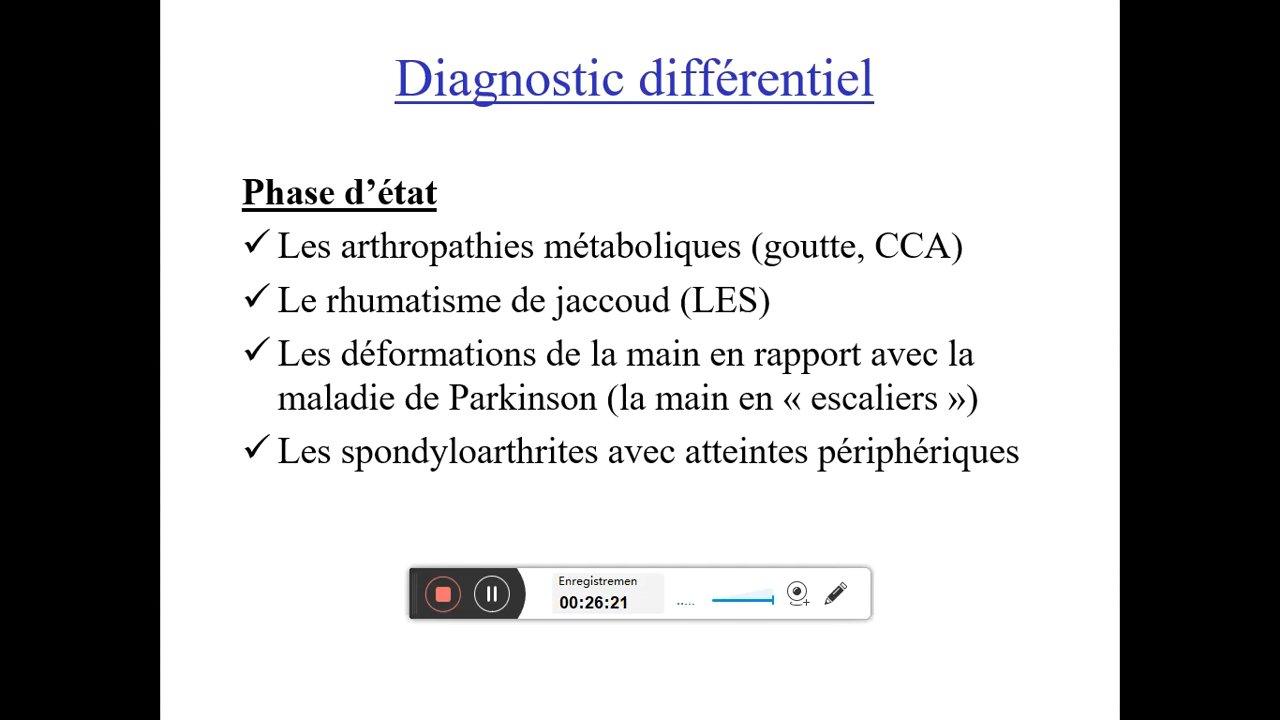 Diagnostic différentiel
Phase d’état
✓ Les arthropathies métaboliques (goutte, CCA)
✓ Le rhumatisme de jaccoud (LES)
✓ Les déformations de la main en rapport avec la
maladie de Parkinson (la main en « escaliers »)
✓ Les spondyloarthrites avec atteintes périphériques
Enregistremen
00:26:21